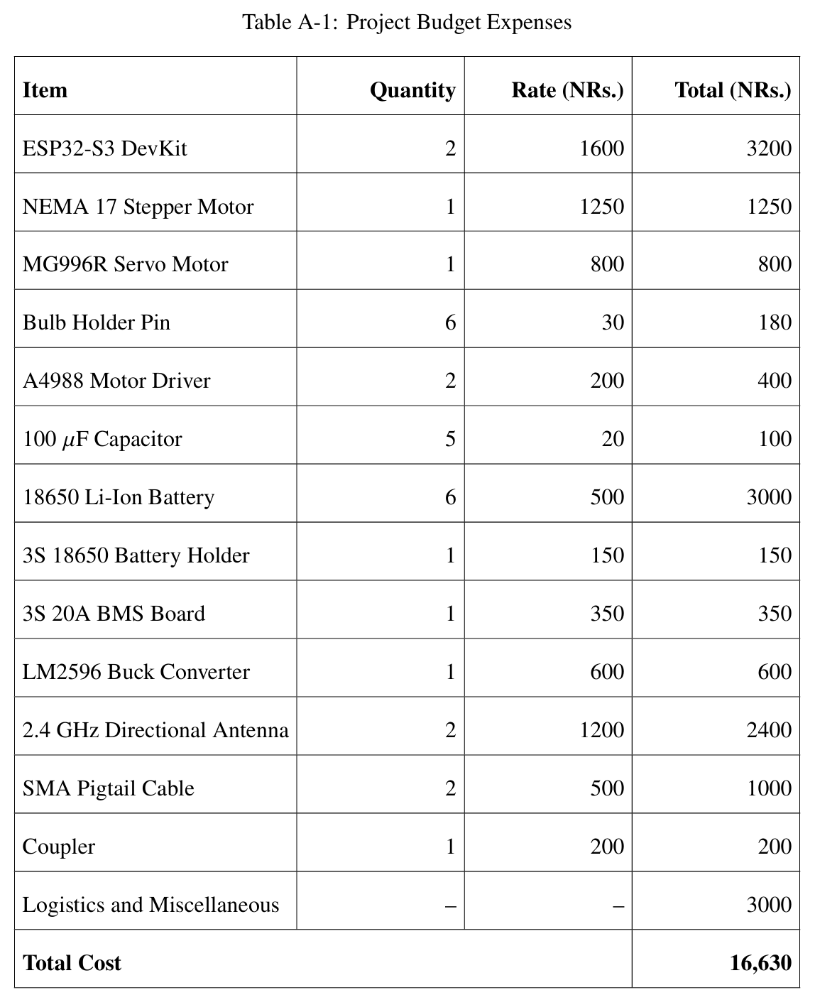 Table A-1: Project Budget Expenses
Item Quantity Rate (NRs.) Total (NRs.)
ESP32-S3 DevKit 2 1600 3200
NEMA 17 Stepper Motor 1 1250 1250
MG996R Servo Motor 1 800 800
Bulb Holder Pin 6 30 180
A4988 Motor Driver 2 200 400
100 μF Capacitor 5 20 100
18650 Li-Ion Battery 6 500 3000
3S 18650 Battery Holder 1 150 150
3S 20A BMS Board 1 350 350
LM2596 Buck Converter 1 600 600
2.4 GHz Directional Antenna 2 1200 2400
SMA Pigtail Cable 2 500 1000
Coupler 1 200 200
Logistics and Miscellaneous – – 3000
Total Cost 16,630